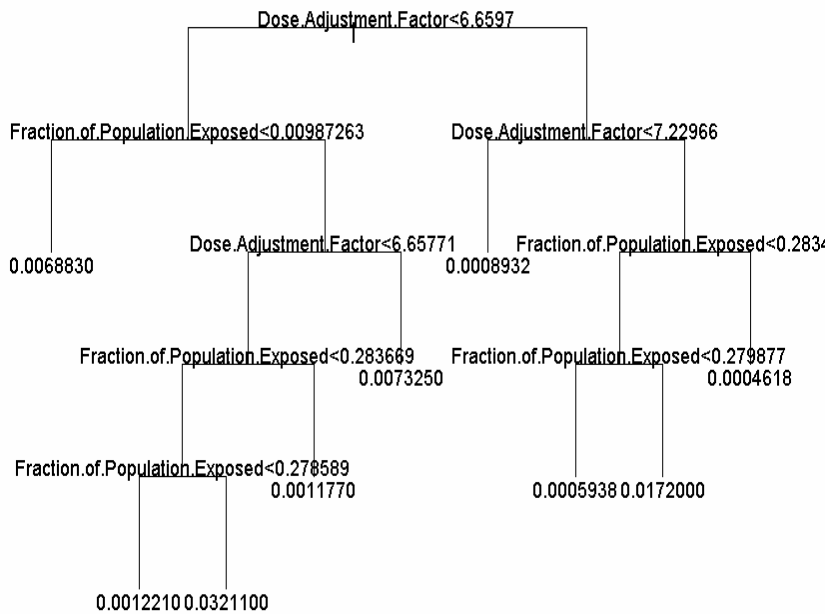 Dose.Adjustment.Factor<6.6597
Fraction.of.Population.Exposed<0.00987263
Dose.Adjustment.Factor<7.22966
Dose.Adjustment.Factor<6.65771
Fraction.of.Population.Exposed<0.2834
0.0068830
0.0008932
Fraction.of.Population.Exposed<0.283669
Fraction.of.Population.Exposed<0.279877
0.0073250
0.0004618
Fraction.of.Population.Exposed<0.278589
0.0011770
0.0005938
0.0172000
0.0012210
0.0321100